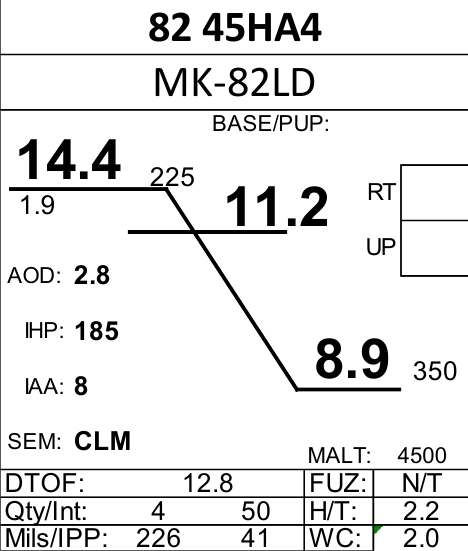 82 45HA4
MK-82LD
BASE/PUP:
14.4
225
1.9
11.2
RT
UP
AOD: 2.8
IHP: 185
8.9
350
IAA: 8
SEM: CLM
MALT: 4500
DTOF: 12.8 FUZ: N/T
Qty/Int: 4 50 H/T: 2.2
Mils/IPP: 226 41 WC: 2.0